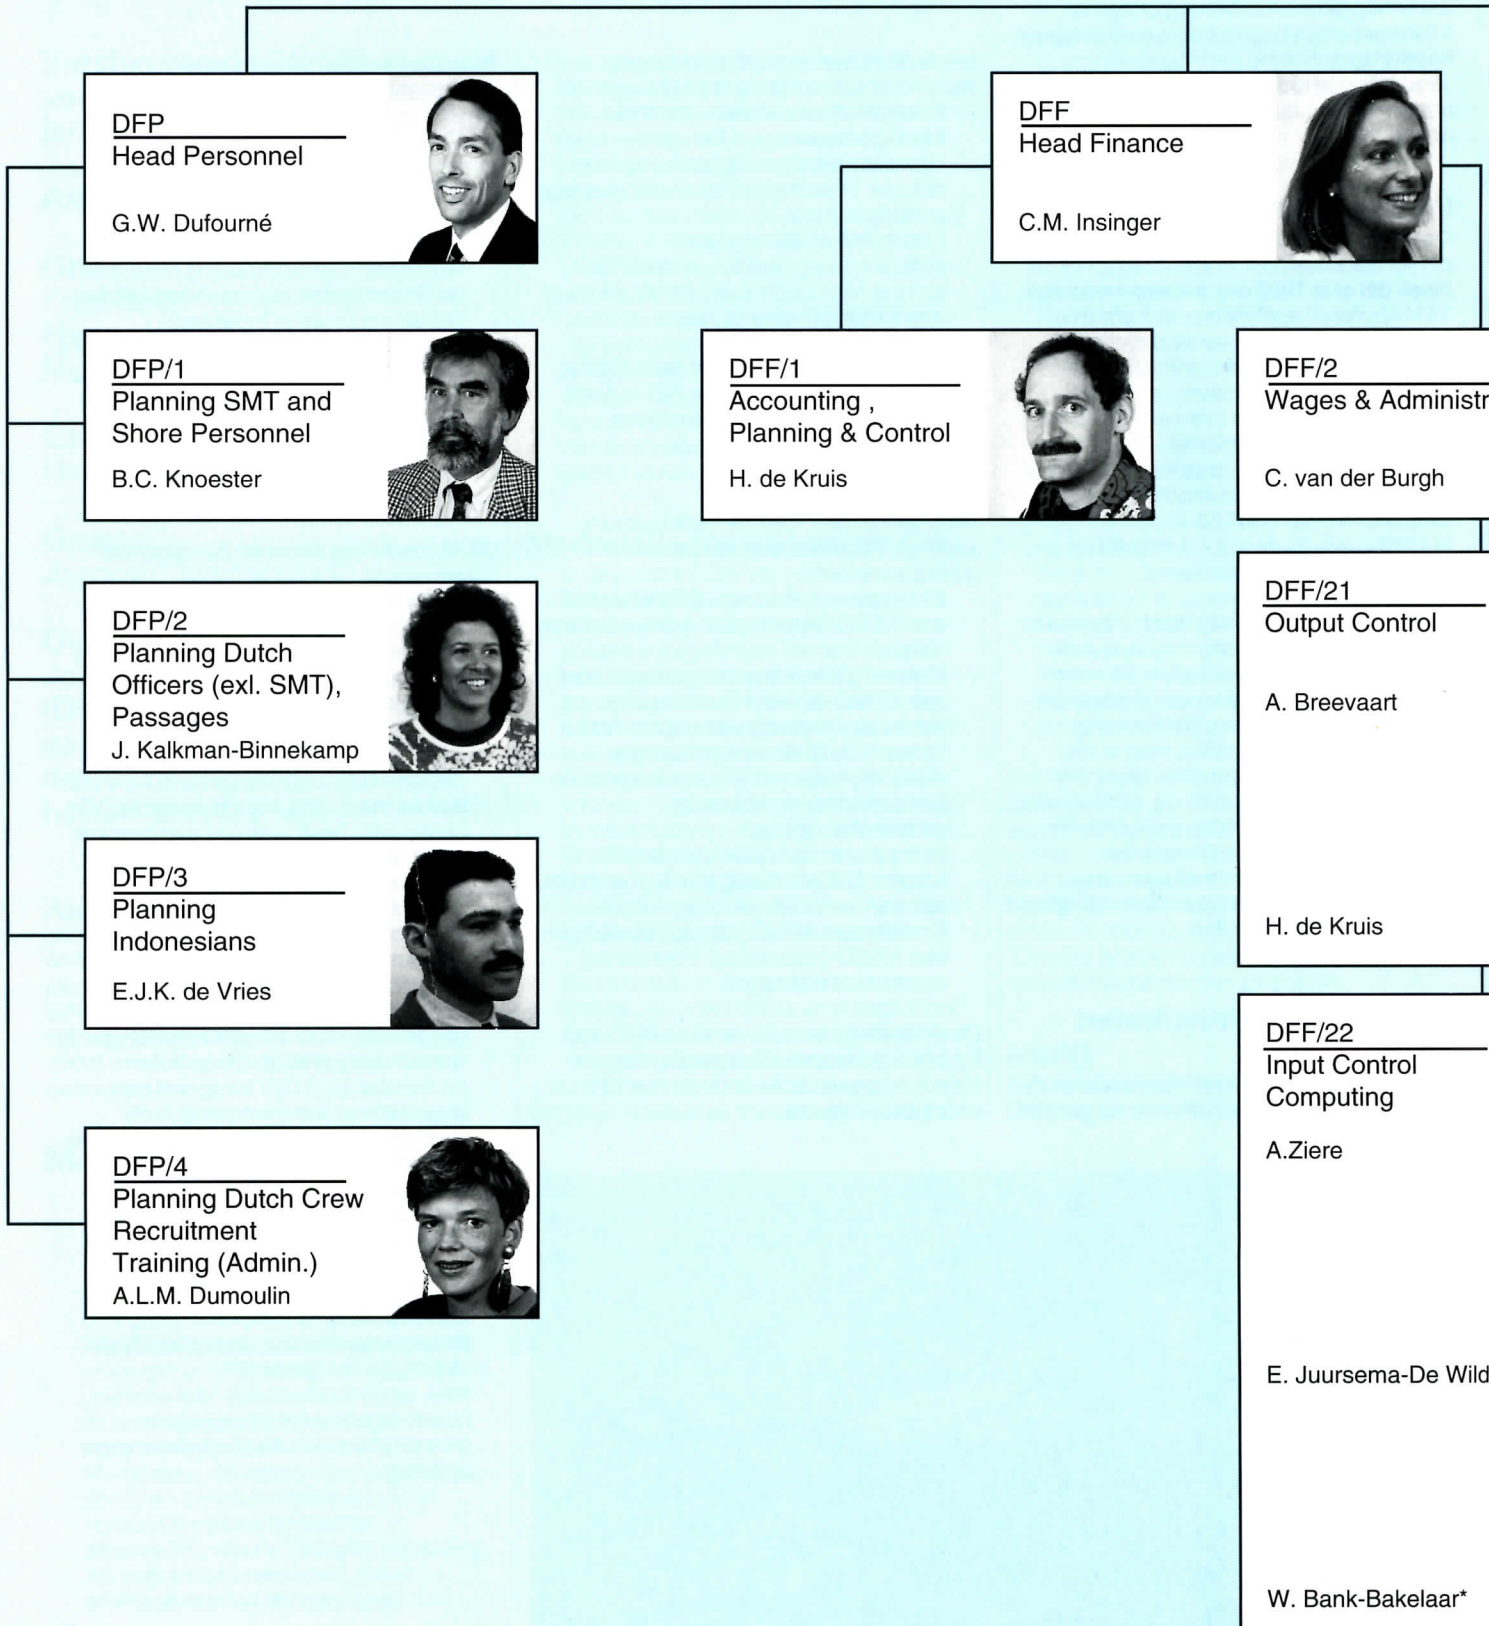 DFP
Head Personnel
G.W. Dufourné
DFP/1
Planning SMT and
Shore Personnel
B.C. Knoester
DFP/2
Planning Dutch
Officers (exl. SMT),
Passages
J. Kalkman-Binnekamp
DFP/3
Planning
Indonesians
E.J.K. de Vries
DFP/4
Planning Dutch Crew
Recruitment
Training (Admin.)
A.L.M. Dumoulin
DFF
Head Finance
C.M. Insinger
DFF/1
Accounting ,
Planning & Control
H. de Kruis
DFF/2
Wages & Administr
C. van der Burgh
DFF/21
Output Control
A. Breevaart
H. de Kruis
DFF/22
Input Control
Computing
A.Ziere
E. Juursema-De Wild
W. Bank-Bakelaar*